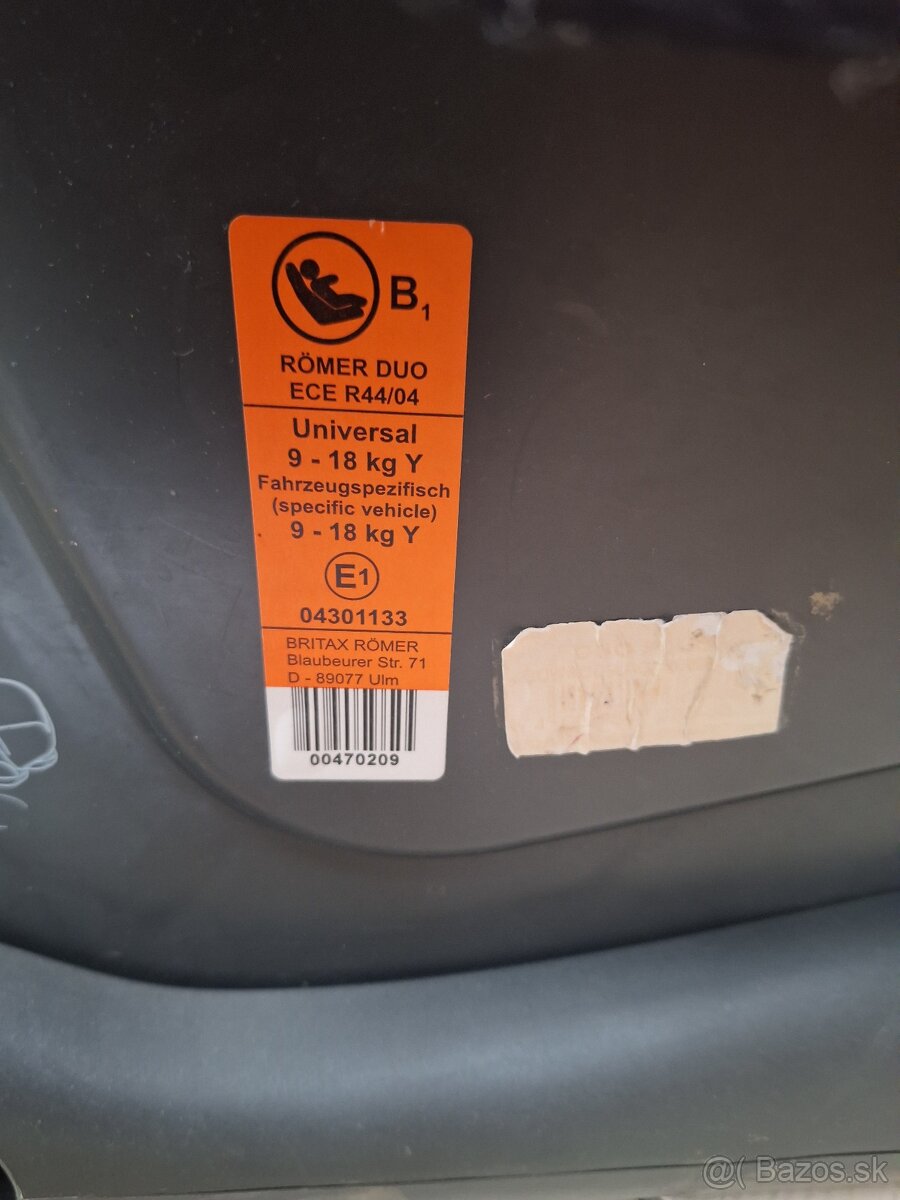 B1
RÖMER DUO
ECE R44/04
Universal
9 - 18 kg Y
Fahrzeugspezifisch
(specific vehicle)
9 - 18 kg Y
E1
04301133
BRITAX RÖMER
Blaubeurer Str. 71
D - 89077 Ulm
00470209
@( Bazos.sk